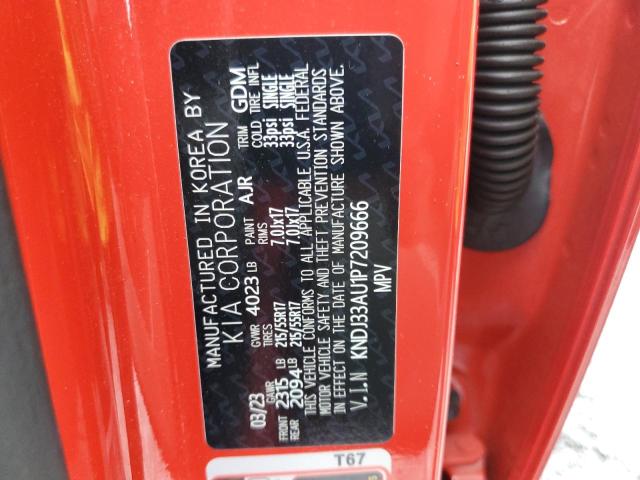 MANUFACTURED IN KOREA BY
KIA CORPORATION
03/23 GVWR 4023 LB PAINT AJR TRIM GDM
GAWR TIRES RIMS COLD TIRE INFL
FRONT 2315 LB 215/55R17 7.0Jx17 33psi SINGLE
REAR 2094 LB 215/55R17 7.0Jx17 33psi SINGLE
THIS VEHICLE CONFORMS TO ALL APPLICABLE U.S.A. FEDERAL
MOTOR VEHICLE SAFETY AND THEFT PREVENTION STANDARDS
IN EFFECT ON THE DATE OF MANUFACTURE SHOWN ABOVE.
V.I.N KNDJ33AU1P7209666
MPV
T67